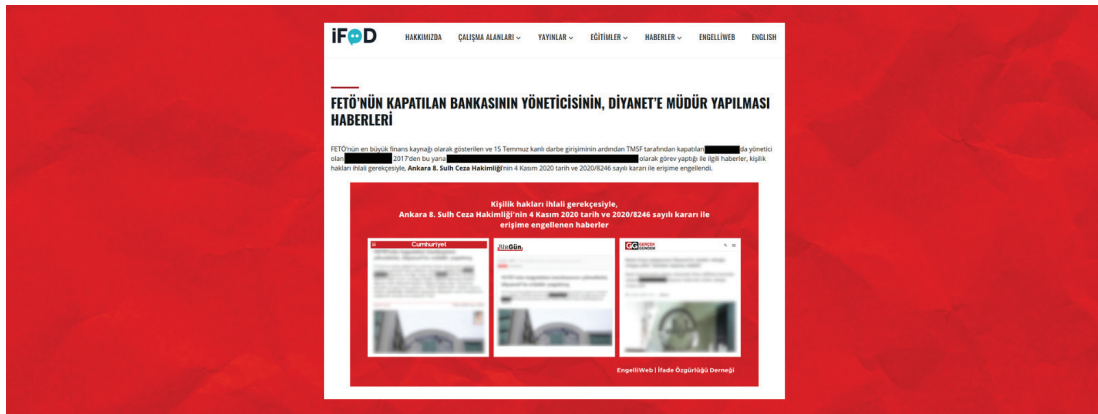 iFOD
HAKKIMIZDA ÇALIŞMA ALANLARI YAYINLAR EĞİTİMLER HABERLER ENGELLİWEB ENGLISH
FETÖ'NÜN KAPATILAN BANKASININ YÖNETİCİSİNİN, DİYANET'E MÜDÜR YAPILMASI
HABERLERİ
FETÖ'nün en büyük finans kaynağı olarak gösterilen ve 15 Temmuz kanlı darbe girişiminin ardından TMSF tarafından kapatılan da yönetici
olan 2017'den bu yana olarak görev yaptığı ile ilgili haberler, kişilik
hakları ihlali gerekçesiyle, Ankara 8. Sulh Ceza Hakimliği'nin 4 Kasım 2020 tarih ve 2020/8246 sayılı kararı ile erişime engellendi.
Kişilik hakları ihlali gerekçesiyle,
Ankara 8. Sulh Ceza Hakimliği'nin 4 Kasım 2020 tarih ve 2020/8246 sayılı kararı ile
erişime engellenen haberler
Cumhuriyet
BirGün
GG GERÇEK
GÜNDEM
EngelliWeb | İfade Özgürlüğü Derneği